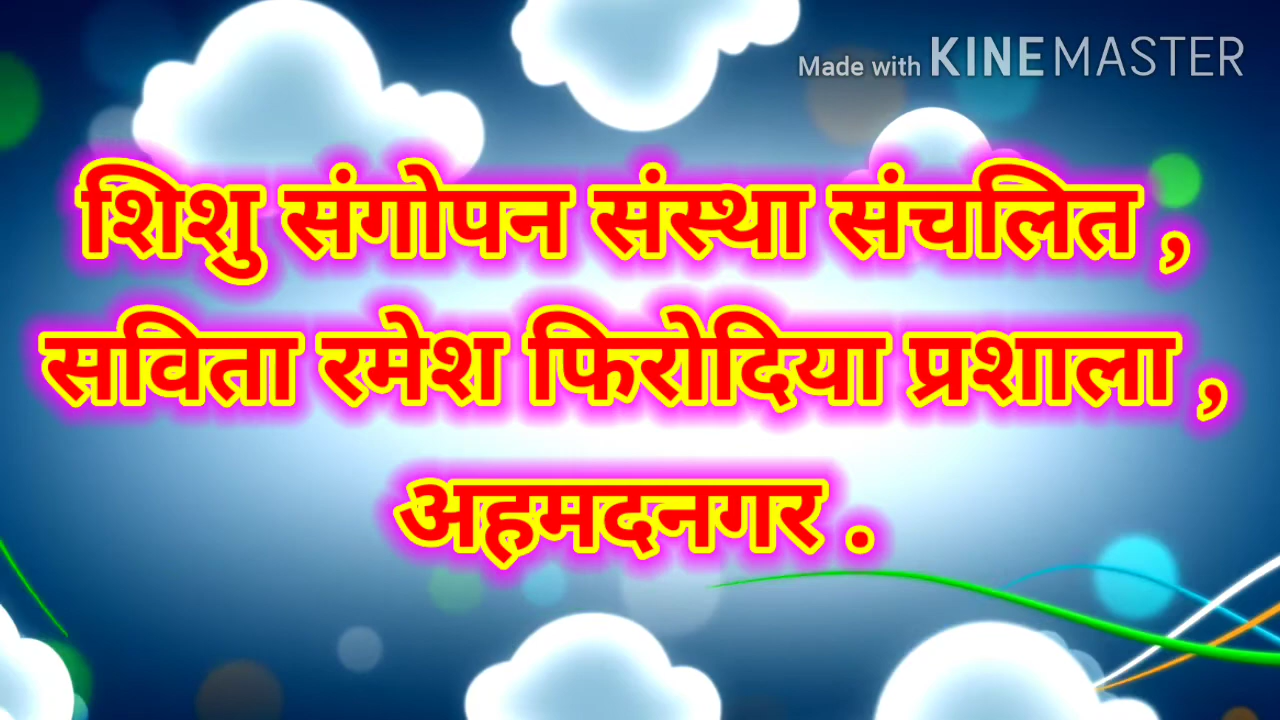 Made with KINEMASTER
शिशु संगोपन संस्था संचलित ,
सविता रमेश फिरोदिया प्रशाला ,
अहमदनगर .